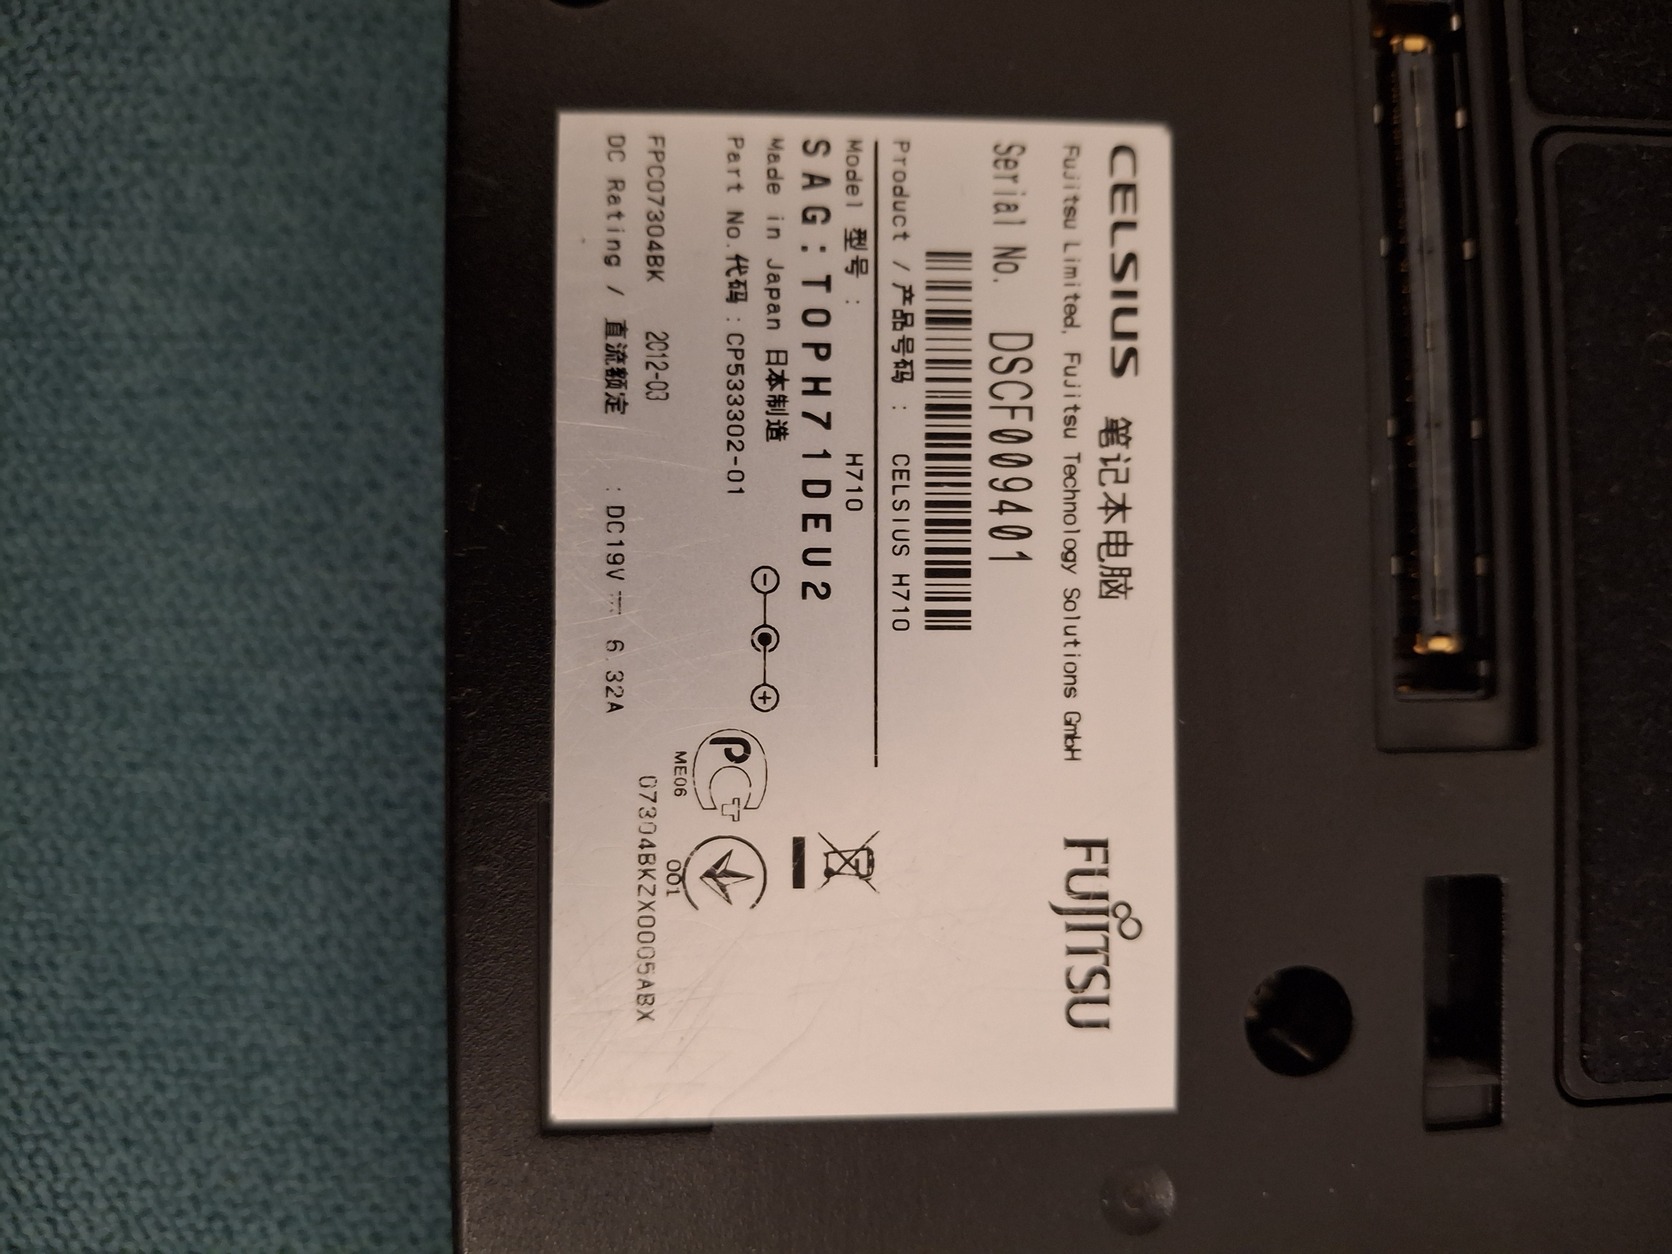 CELSIUS 笔记本电脑
Fujitsu Limited, Fujitsu Technology Solutions GmbH
FUJITSU
Serial No. DSCF009401
Product / 产品号码 : CELSIUS H710
Model 型号 : H710
SAG:TOPH71DEU2
Made in Japan 日本制造
Part No.代码 : CP533302-01
FPC07304BK 2012-03
DC Rating / 直流额定 : DC19V 6.32A
PCT
ME06
001
07304BKZX0005ABX